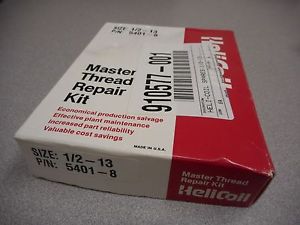 SIZE: 1/2-13
P/N: 5401-8
HeliCoil
Master
Thread
Repair
Kit
910577-001
Economical production salvage
Effective plant maintenance
Increased part reliability
Valuable cost savings
MADE IN U.S.A.
SIZE: 1/2-13
P/N: 5401-8
Master Thread
Repair Kit
HeliCoil